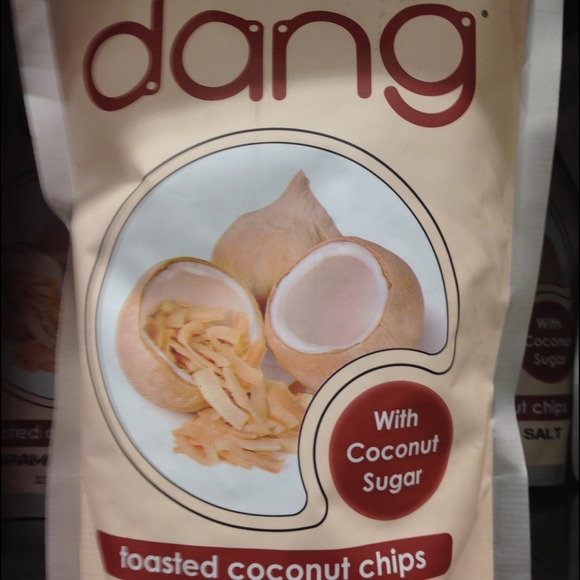 dang
With
Coconut
Sugar
toasted coconut chips
With
Coconut
Sugar
ut chips
SALT